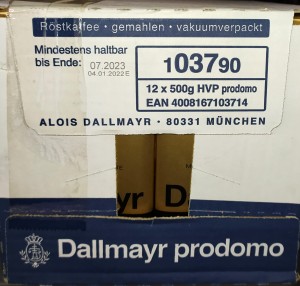 Röstkaffee · gemahlen · vakuumverpackt
Mindestens haltbar
bis Ende: 07.2023
04.01.2022 E
103790
12 x 500g HVP prodomo
EAN 4008167103714
ALOIS DALLMAYR · 80331 MÜNCHEN
yr D
Dallmayr prodomo